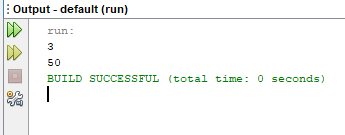 Output - default (run)
run:
3
50
BUILD SUCCESSFUL (total time: 0 seconds)